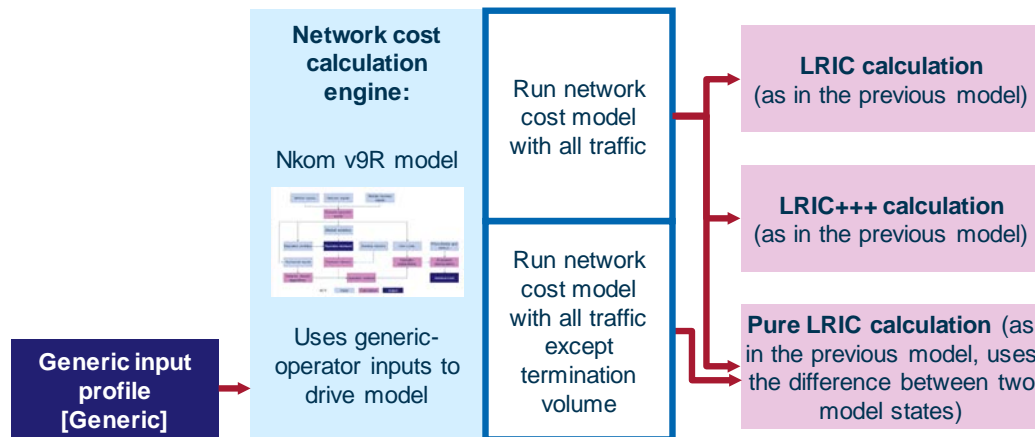 Network cost
calculation
engine:
Nkom v9R model
Uses generic-
operator inputs to
drive model
Generic input
profile
[Generic]
Run network
cost model
with all traffic
Run network
cost model
with all traffic
except
termination
volume
LRIC calculation
(as in the previous model)
LRIC+++ calculation
(as in the previous model)
Pure LRIC calculation (as
in the previous model, uses
the difference between two
model states)